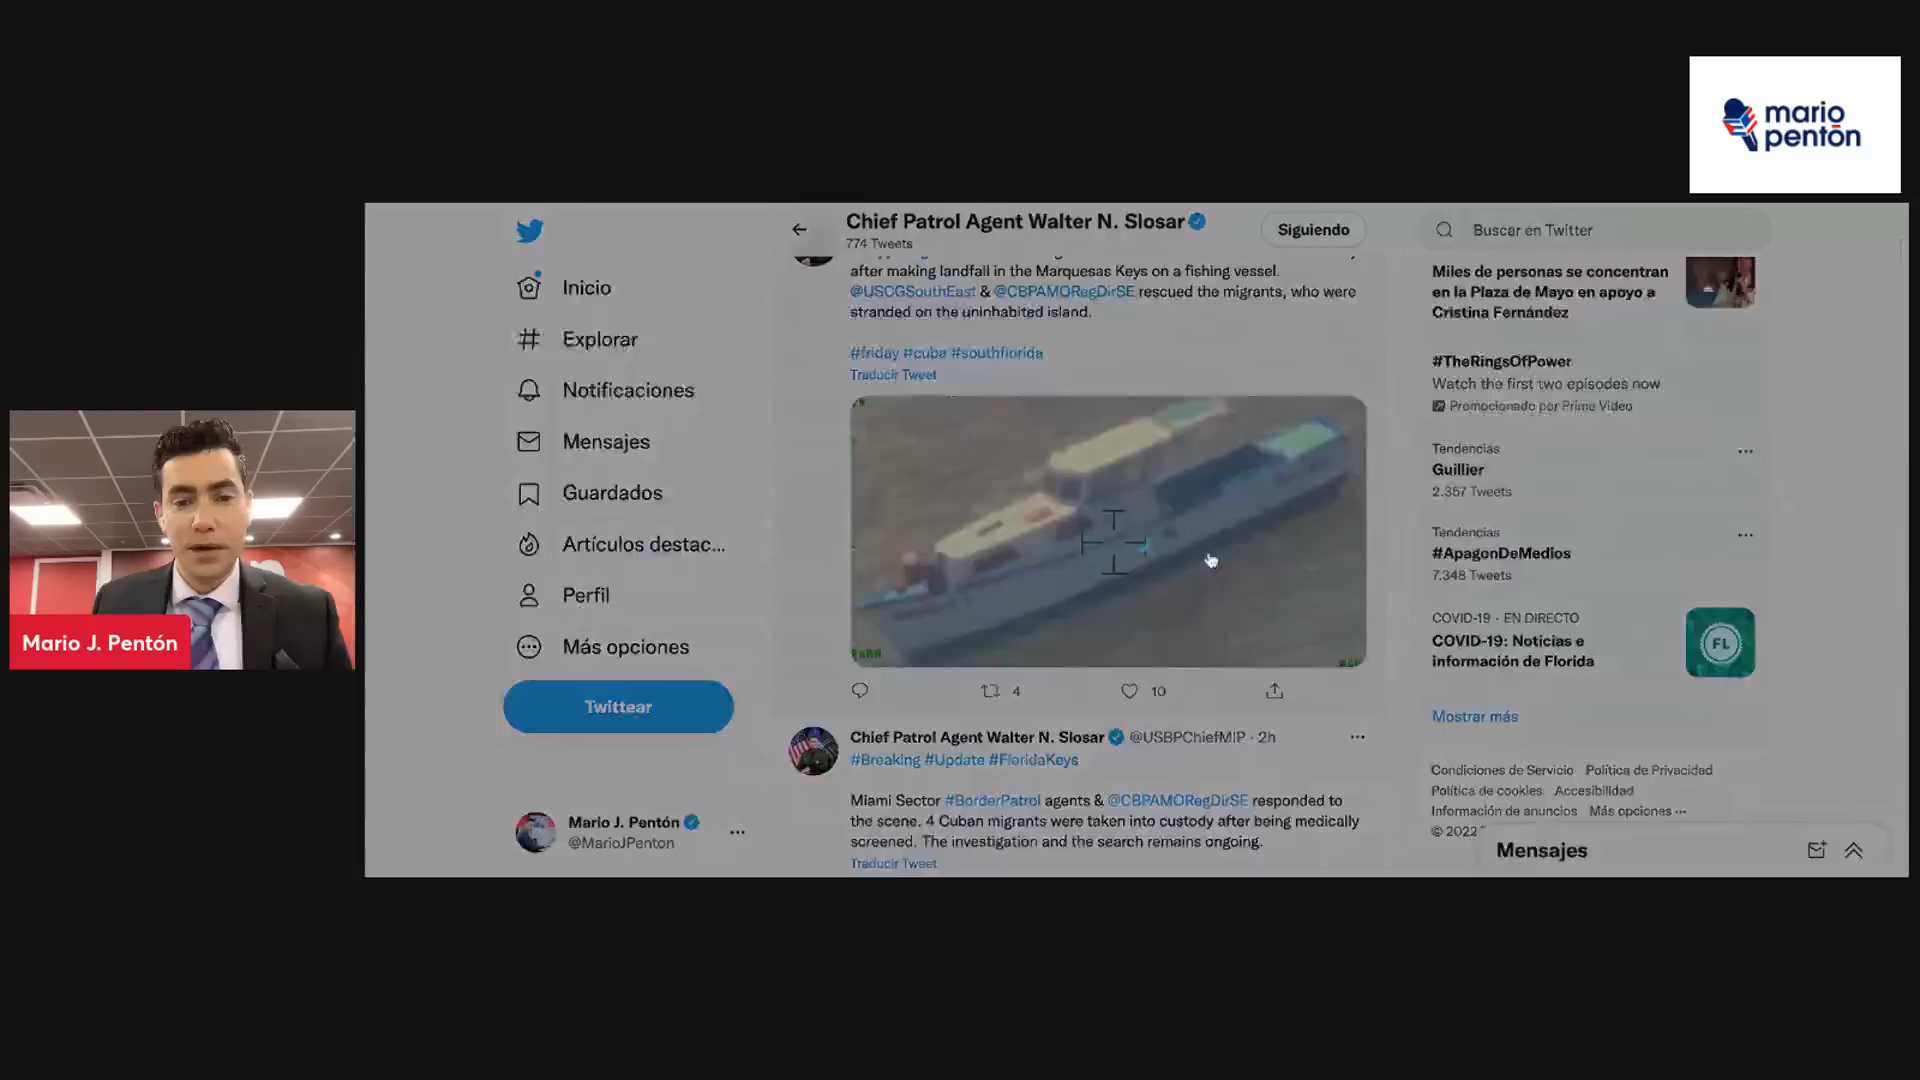 mario
pentón
Mario J. Pentón
Inicio
Explorar
Notificaciones
Mensajes
Guardados
Artículos destac...
Perfil
Más opciones
Twittear
Mario J. Pentón
@MarioJPenton
Chief Patrol Agent Walter N. Slosar
774 Tweets
Siguiendo
after making landfall in the Marquesas Keys on a fishing vessel.
@USCGSouthEast & @CBPAMORegDirSE rescued the migrants, who were
stranded on the uninhabited island.
#friday #cuba #southflorida
Traducir Tweet
4
10
Chief Patrol Agent Walter N. Slosar @USBPChiefMIP · 2h
#Breaking #Update #FloridaKeys
Miami Sector #BorderPatrol agents & @CBPAMORegDirSE responded to
the scene. 4 Cuban migrants were taken into custody after being medically
screened. The investigation and the search remains ongoing.
Traducir Tweet
Buscar en Twitter
Miles de personas se concentran
en la Plaza de Mayo en apoyo a
Cristina Fernández
#TheRingsOfPower
Watch the first two episodes now
Promocionado por Prime Video
Tendencias
Guillier
2.357 Tweets
Tendencias
#ApagonDeMedios
7.348 Tweets
COVID-19 · EN DIRECTO
COVID-19: Noticias e
información de Florida
FL
Mostrar más
Condiciones de Servicio Política de Privacidad
Política de cookies Accesibilidad
Información de anuncios Más opciones ···
© 2022
Mensajes